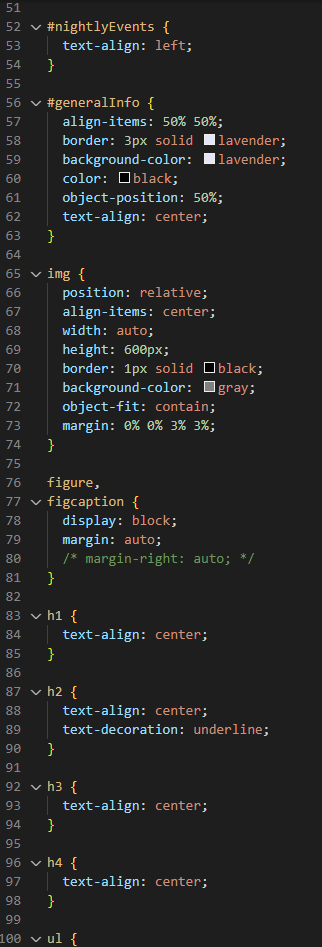 51
52 #nightlyEvents {
53 text-align: left;
54 }
55
56 #generalInfo {
57 align-items: 50% 50%;
58 border: 3px solid lavender;
59 background-color: lavender;
60 color: black;
61 object-position: 50%;
62 text-align: center;
63 }
64
65 img {
66 position: relative;
67 align-items: center;
68 width: auto;
69 height: 600px;
70 border: 1px solid black;
71 background-color: gray;
72 object-fit: contain;
73 margin: 0% 0% 3% 3%;
74 }
75
76 figure,
77 figcaption {
78 display: block;
79 margin: auto;
80 /* margin-right: auto; */
81 }
82
83 h1 {
84 text-align: center;
85 }
86
87 h2 {
88 text-align: center;
89 text-decoration: underline;
90 }
91
92 h3 {
93 text-align: center;
94 }
95
96 h4 {
97 text-align: center;
98 }
99
100 ul {